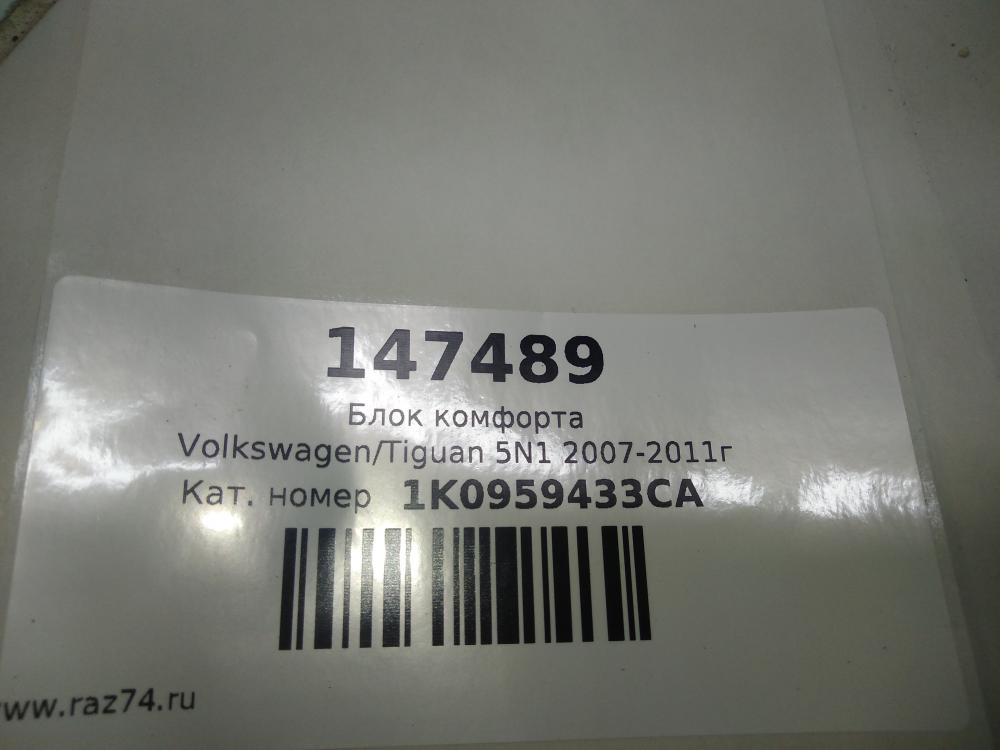 147489
Блок комфорта
Volkswagen/Tiguan 5N1 2007-2011г
Кат. номер 1K0959433CA
www.raz74.ru